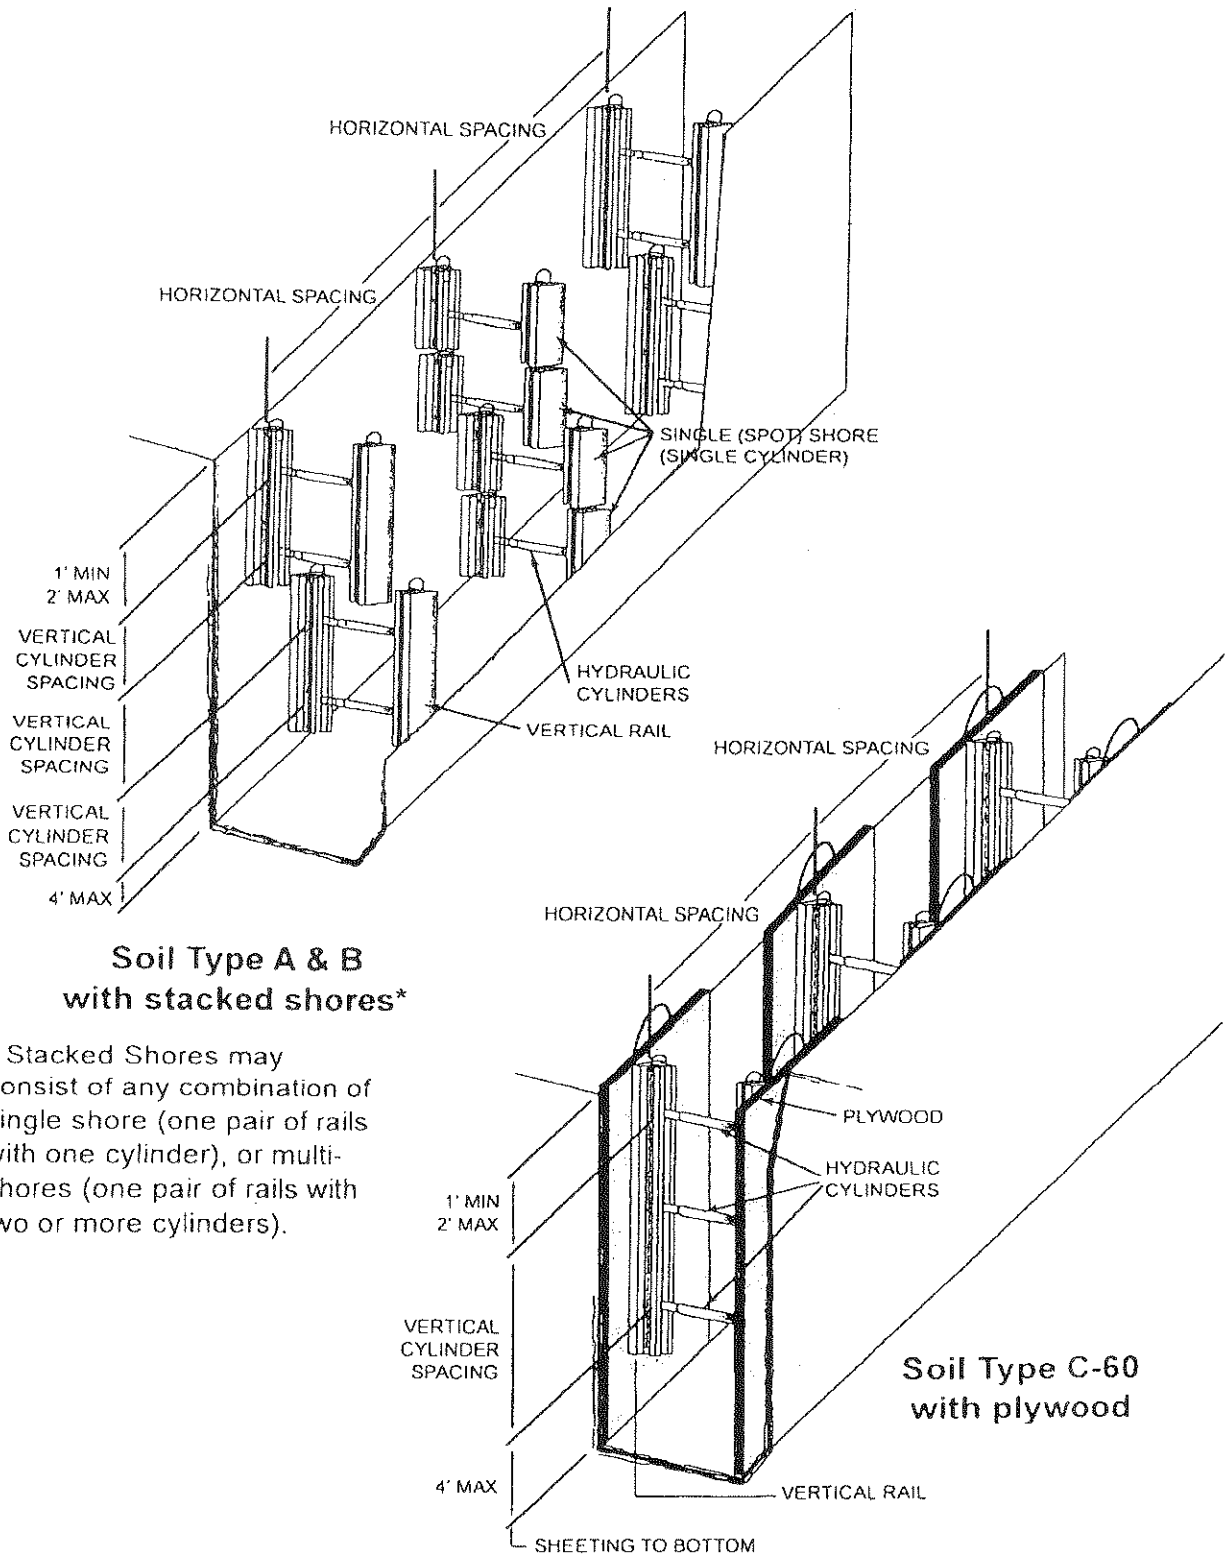 HORIZONTAL SPACING
HORIZONTAL SPACING
SINGLE (SPOT) SHORE
(SINGLE CYLINDER)
1' MIN
2' MAX
VERTICAL
CYLINDER
SPACING
VERTICAL
CYLINDER
SPACING
VERTICAL
CYLINDER
SPACING
4' MAX
HYDRAULIC
CYLINDERS
VERTICAL RAIL
Soil Type A & B
with stacked shores*
Stacked Shores may
onsist of any combination of
ingle shore (one pair of rails
with one cylinder), or multi-
hores (one pair of rails with
wo or more cylinders).
HORIZONTAL SPACING
HORIZONTAL SPACING
PLYWOOD
HYDRAULIC
CYLINDERS
1' MIN
2' MAX
VERTICAL
CYLINDER
SPACING
4' MAX
VERTICAL RAIL
SHEETING TO BOTTOM
Soil Type C-60
with plywood